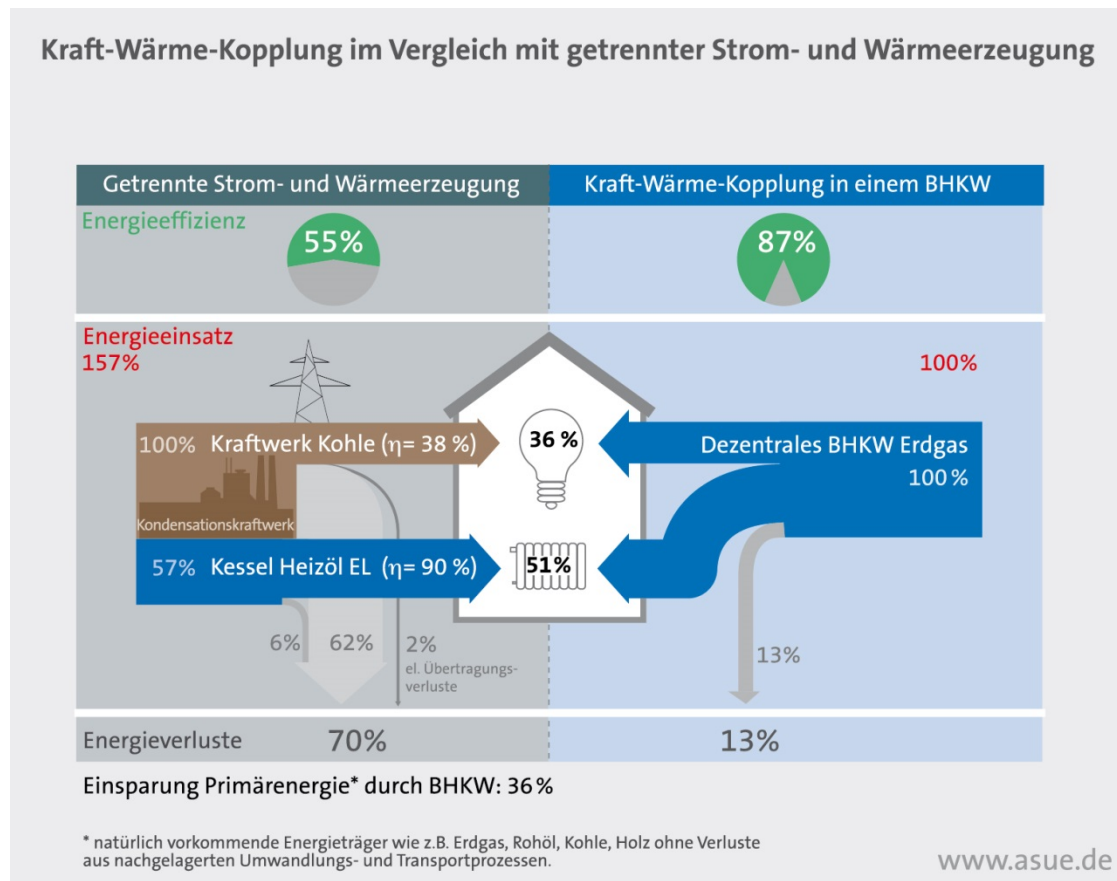 Kraft-Wärme-Kopplung im Vergleich mit getrennter Strom- und Wärmeerzeugung
Getrennte Strom- und Wärmeerzeugung
Kraft-Wärme-Kopplung in einem BHKW
Energieeffizienz
55%
87%
Energieeinsatz
157%
100%
100% Kraftwerk Kohle (η= 38 %)
36 %
Dezentrales BHKW Erdgas
100 %
Kondensationskraftwerk
57% Kessel Heizöl EL (η= 90 %)
51%
6%
62%
2%
el. Übertragungs-
verluste
13%
Energieverluste
70%
13%
Einsparung Primärenergie* durch BHKW: 36 %
* natürlich vorkommende Energieträger wie z.B. Erdgas, Rohöl, Kohle, Holz ohne Verluste
aus nachgelagerten Umwandlungs- und Transportprozessen.
www.asue.de